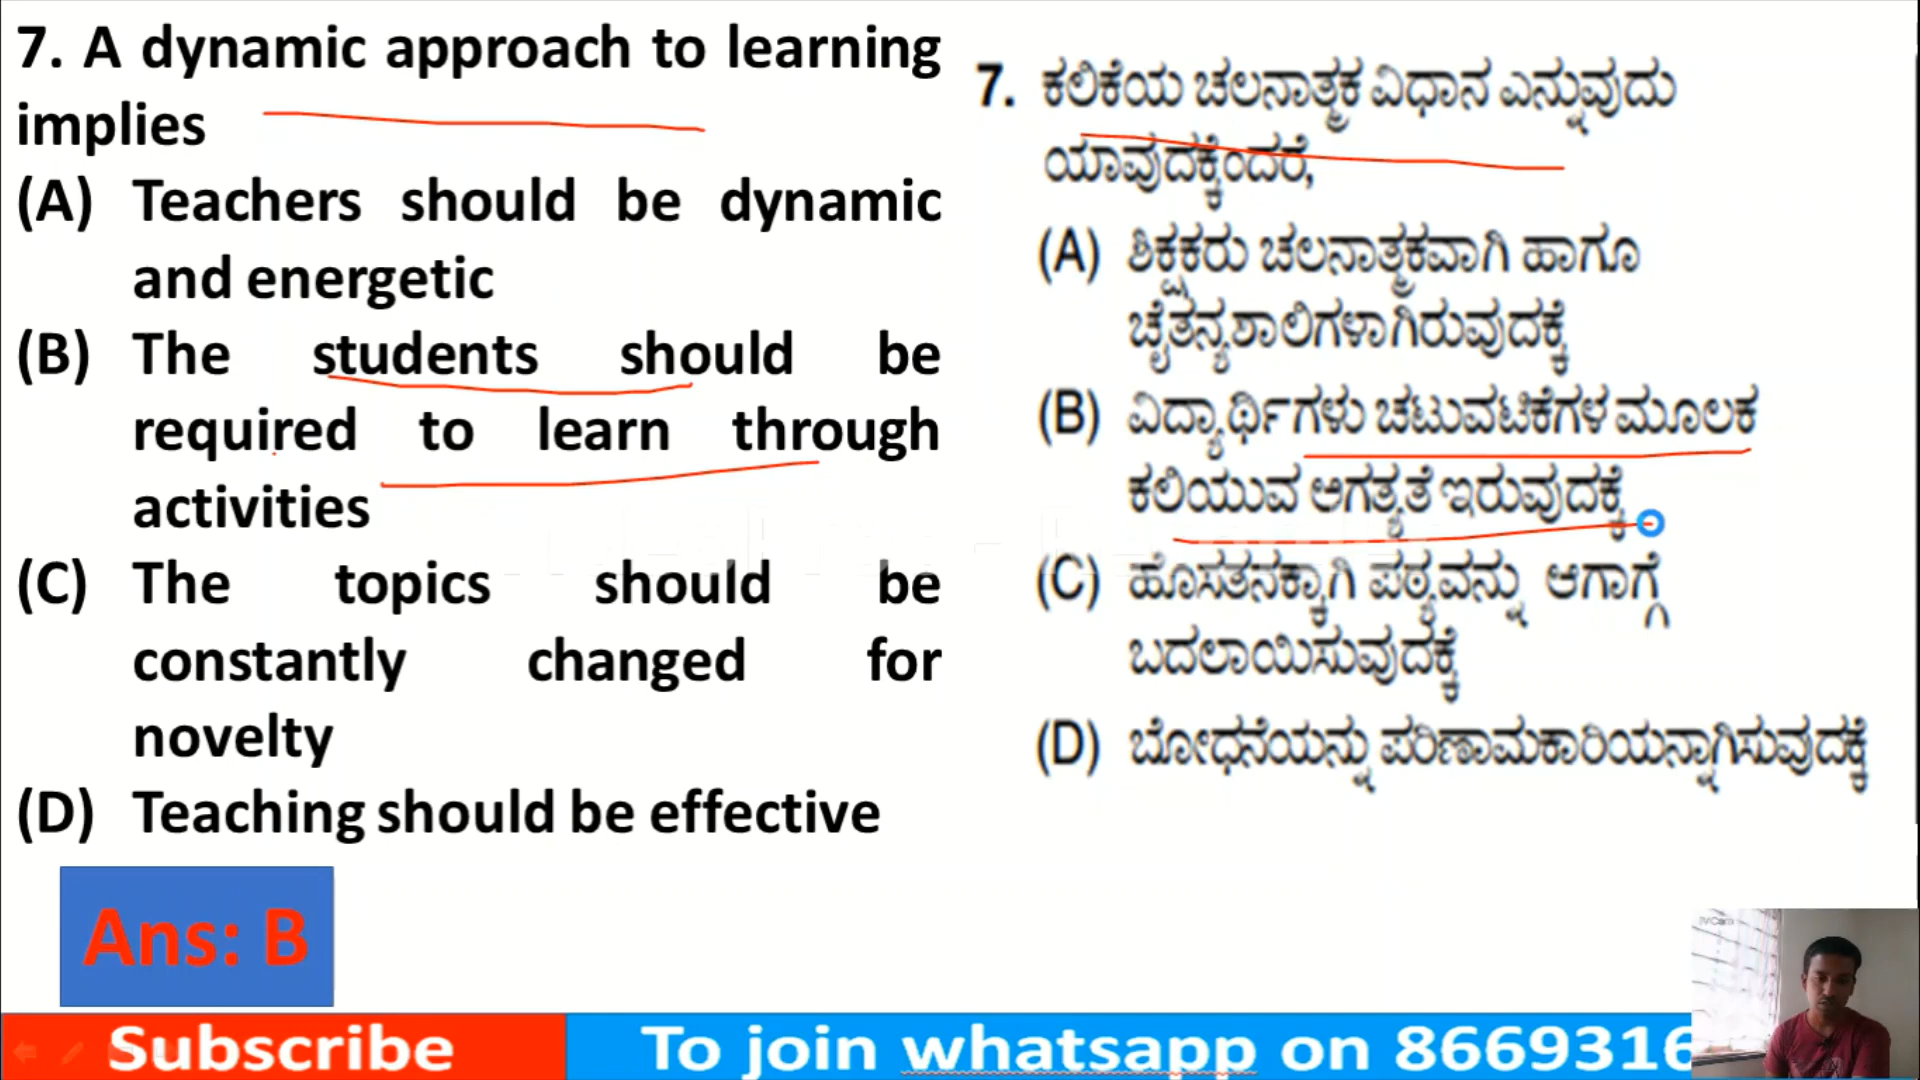 7. A dynamic approach to learning
implies
(A) Teachers should be dynamic
and energetic
(B) The students should be
required to learn through
activities
(C) The topics should be
constantly changed for
novelty
(D) Teaching should be effective
Ans: B
7. ಕಲಿಕೆಯ ಚಲನಾತ್ಮಕ ವಿಧಾನ ಎನ್ನುವುದು
ಯಾವುದಕ್ಕೆಂದರೆ,
(A) ಶಿಕ್ಷಕರು ಚಲನಾತ್ಮಕವಾಗಿ ಹಾಗೂ
ಚೈತನ್ಯಶಾಲಿಗಳಾಗಿರುವುದಕ್ಕೆ
(B) ವಿದ್ಯಾರ್ಥಿಗಳು ಚಟುವಟಿಕೆಗಳ ಮೂಲಕ
ಕಲಿಯುವ ಅಗತ್ಯತೆ ಇರುವುದಕ್ಕೆ
(C) ಹೊಸತನಕ್ಕಾಗಿ ಪಠ್ಯವನ್ನು ಆಗಾಗ್ಗೆ
ಬದಲಾಯಿಸುವುದಕ್ಕೆ
(D) ಬೋಧನೆಯನ್ನು ಪರಿಣಾಮಕಾರಿಯನ್ನಾಗಿಸುವುದಕ್ಕೆ
Subscribe
To join whatsapp on 8669316